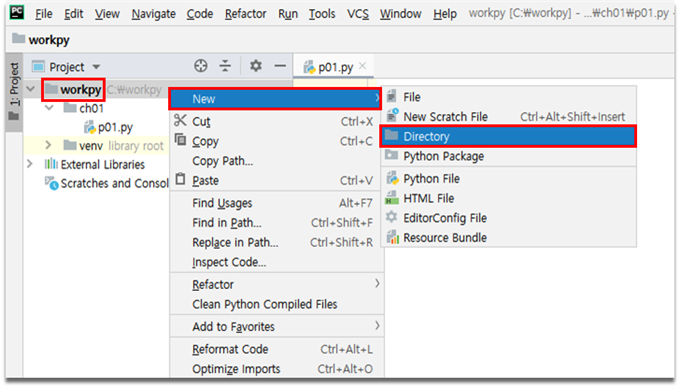 PC File Edit View Navigate Code Refactor Run Tools VCS Window Help workpy [C:₩workpy] - ...₩ch01₩p01.py -
workpy
1: Project
Project
p01.py
workpy C:₩workpy
ch01
p01.py
venv library root
External Libraries
Scratches and Consol
New
Cut Ctrl+X
Copy Ctrl+C
Copy Path...
Paste Ctrl+V
Find Usages Alt+F7
Find in Path... Ctrl+Shift+F
Replace in Path... Ctrl+Shift+R
Inspect Code...
Refactor
Clean Python Compiled Files
Add to Favorites
Reformat Code Ctrl+Alt+L
Optimize Imports Ctrl+Alt+O
File
New Scratch File Ctrl+Alt+Shift+Insert
Directory
Python Package
Python File
HTML File
EditorConfig File
Resource Bundle